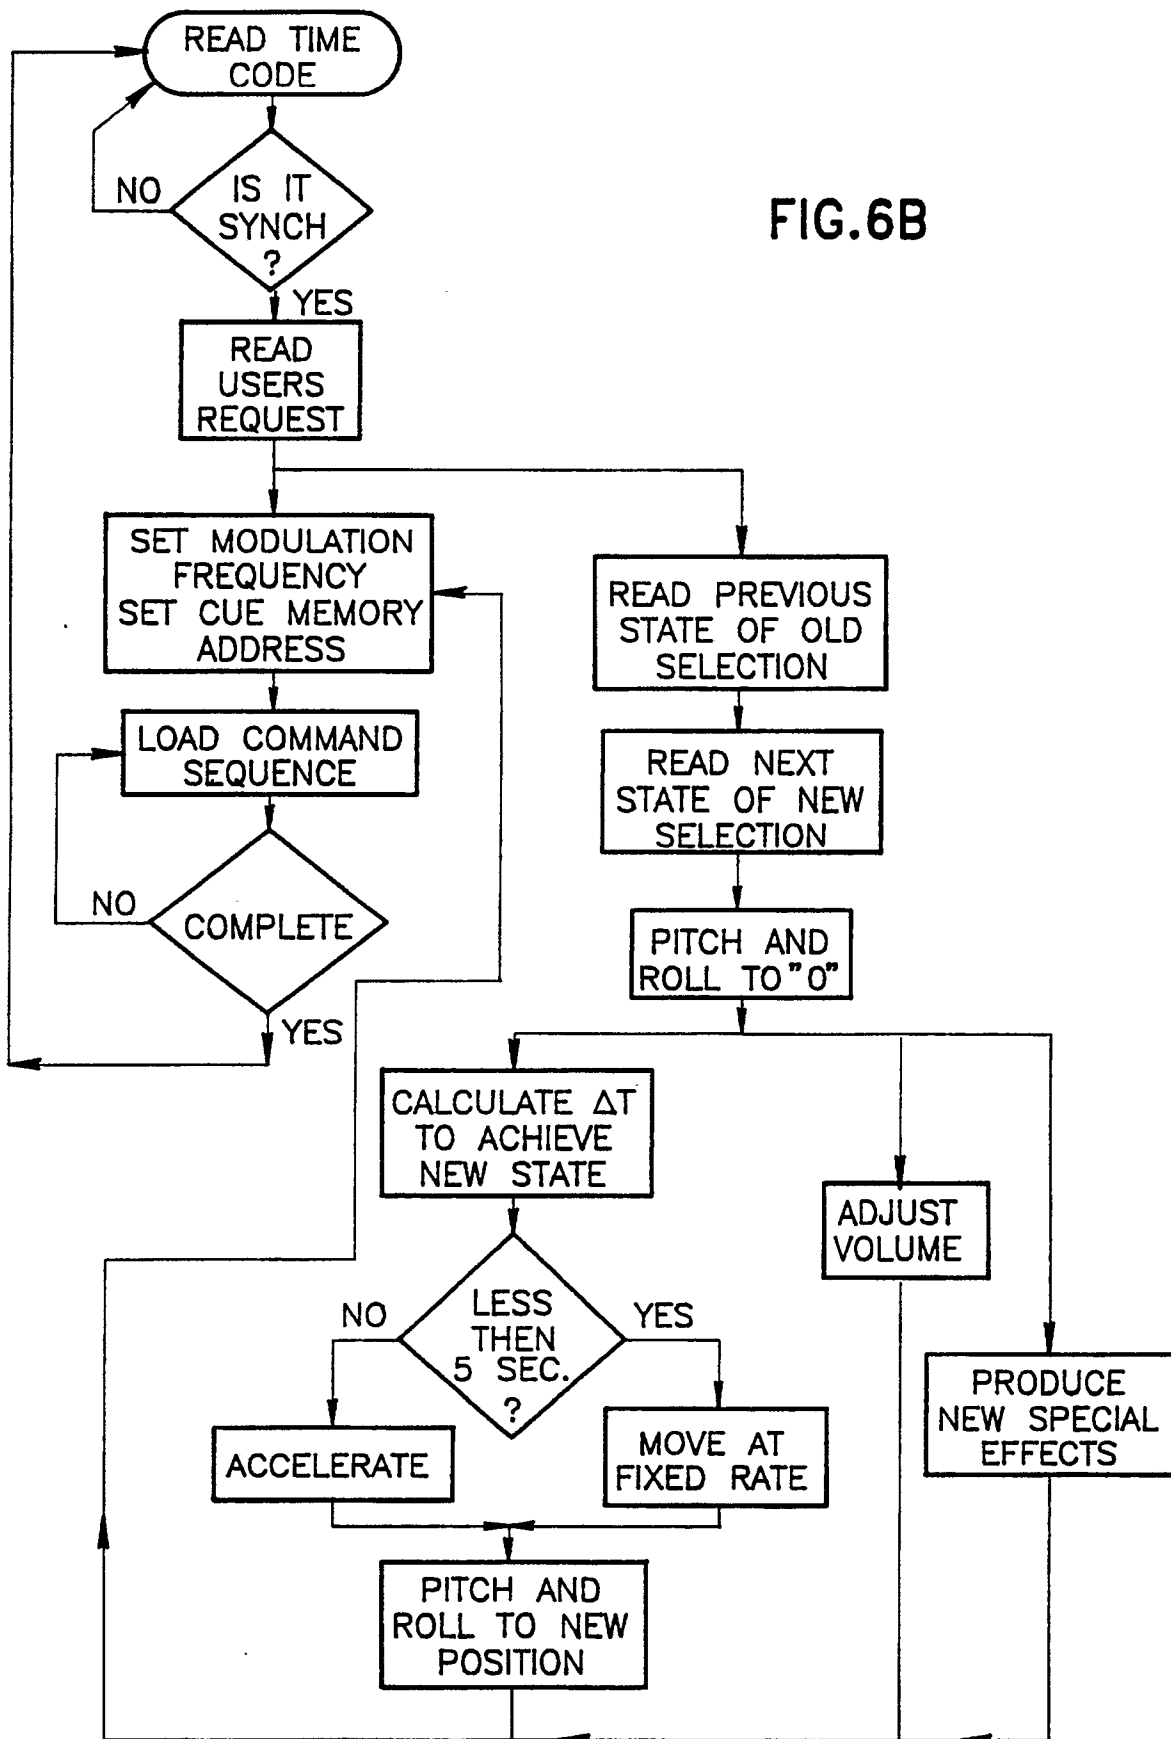 READ TIME
CODE
NO
IS IT
SYNCH
?
FIG.6B
YES
READ
USERS
REQUEST
SET MODULATION
FREQUENCY
SET CUE MEMORY
ADDRESS
READ PREVIOUS
STATE OF OLD
SELECTION
LOAD COMMAND
SEQUENCE
READ NEXT
STATE OF NEW
SELECTION
NO
COMPLETE
YES
PITCH AND
ROLL TO "0"
CALCULATE ΔT
TO ACHIEVE
NEW STATE
ADJUST
VOLUME
NO
LESS
THEN
5 SEC.
?
YES
PRODUCE
NEW SPECIAL
EFFECTS
ACCELERATE
MOVE AT
FIXED RATE
PITCH AND
ROLL TO NEW
POSITION